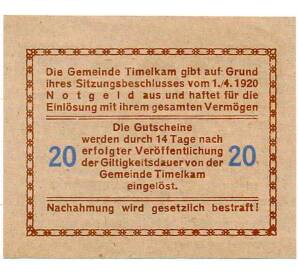 Die Gemeinde Timelkam gibt auf Grund
ihres Sitzungsbeschlusses vom 1./4. 1920
Notgeld aus und haftet für die
Einlösung mit ihrem gesamten Vermögen
Die Gutscheine
werden durch 14 Tage nach
erfolgter Veröffentlichung
20 der Giltigkeitsdauer von der 20
Gemeinde Timelkam
eingelöst.
Nachahmung wird gesetzlich bestraft!